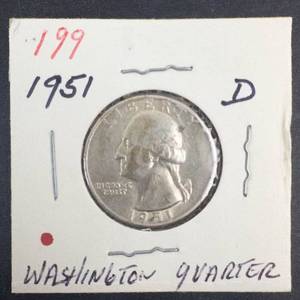 199
1951 D
LIBERTY
IN GOD WE
TRUST
1951
WASHINGTON QUARTER